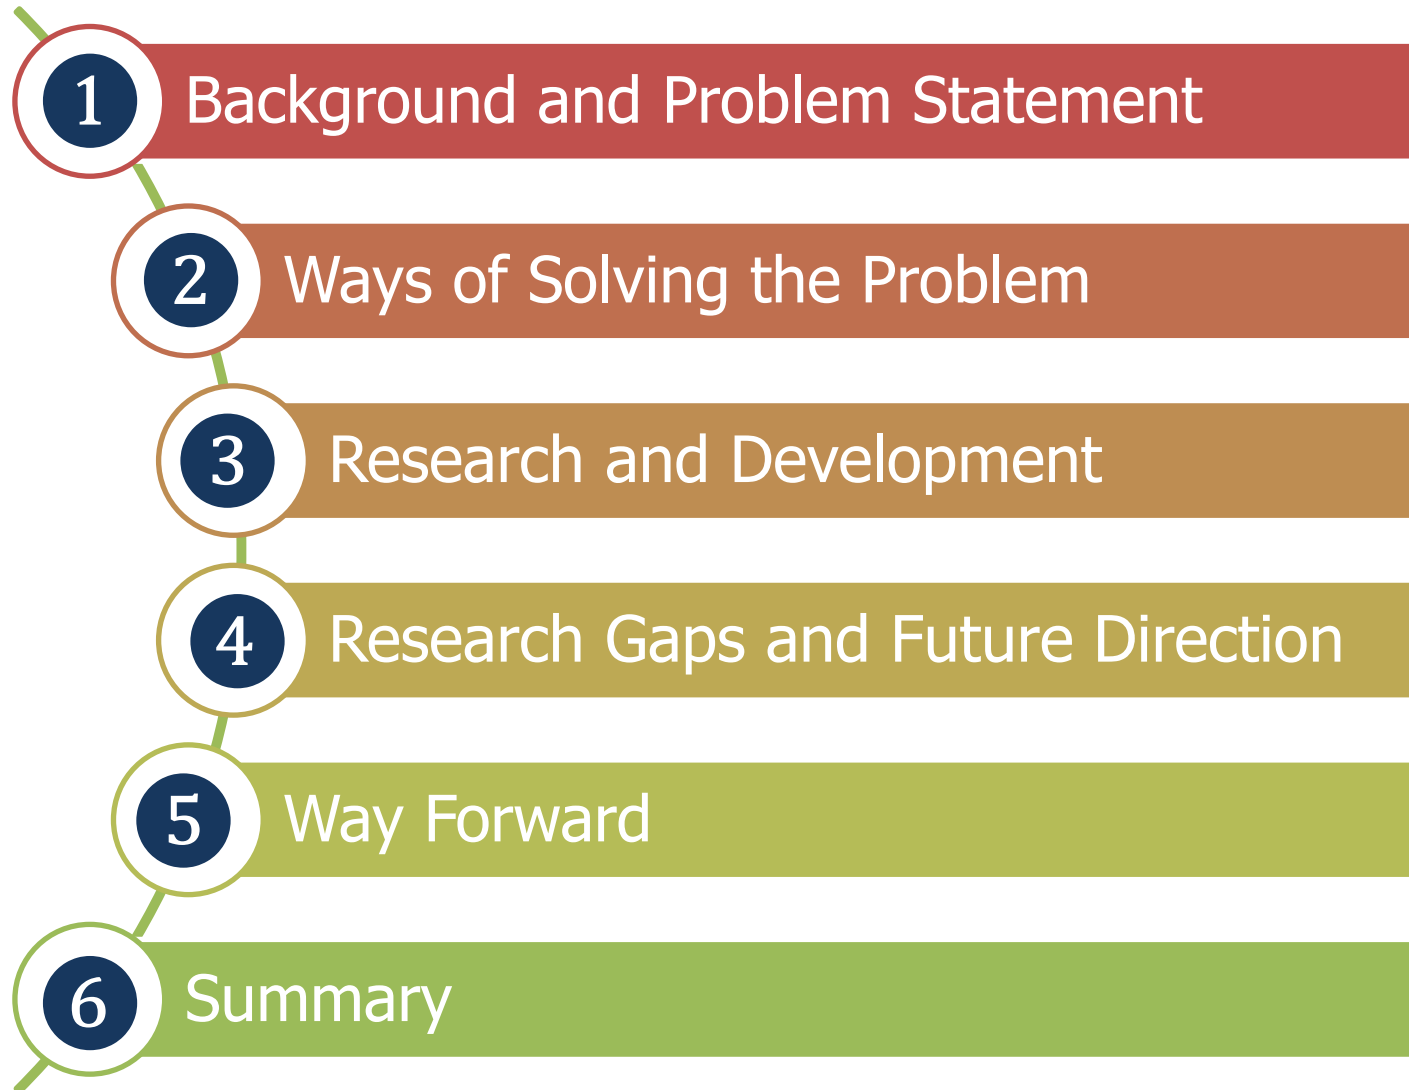 1 Background and Problem Statement
2 Ways of Solving the Problem
3 Research and Development
4 Research Gaps and Future Direction
5 Way Forward
6 Summary